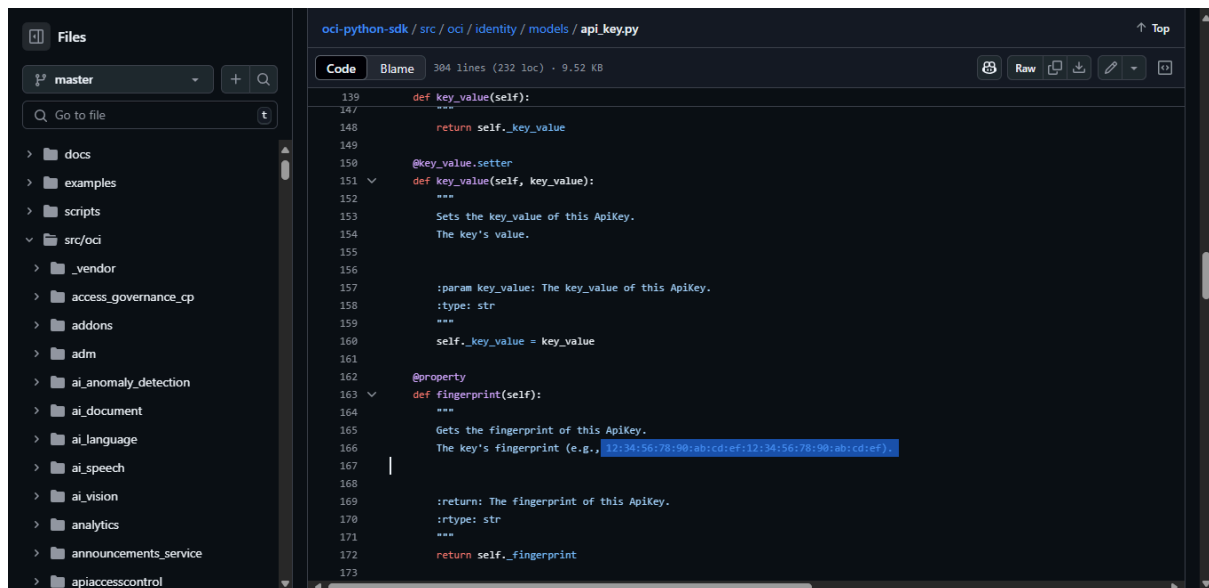 Files
master
Go to file
t
docs
examples
scripts
src/oci
_vendor
access_governance_cp
addons
adm
ai_anomaly_detection
ai_document
ai_language
ai_speech
ai_vision
analytics
announcements_service
apiaccesscontrol
oci-python-sdk / src / oci / identity / models / api_key.py
Top
Code Blame 304 lines (232 loc) · 9.52 KB
Raw
139 def key_value(self):
147 """
148 return self._key_value
149
150 @key_value.setter
151 def key_value(self, key_value):
152 """
153 Sets the key_value of this ApiKey.
154 The key's value.
155
156
157 :param key_value: The key_value of this ApiKey.
158 :type: str
159 """
160 self._key_value = key_value
161
162 @property
163 def fingerprint(self):
164 """
165 Gets the fingerprint of this ApiKey.
166 The key's fingerprint (e.g., 12:34:56:78:90:ab:cd:ef:12:34:56:78:90:ab:cd:ef).
167
168
169 :return: The fingerprint of this ApiKey.
170 :rtype: str
171 """
172 return self._fingerprint
173